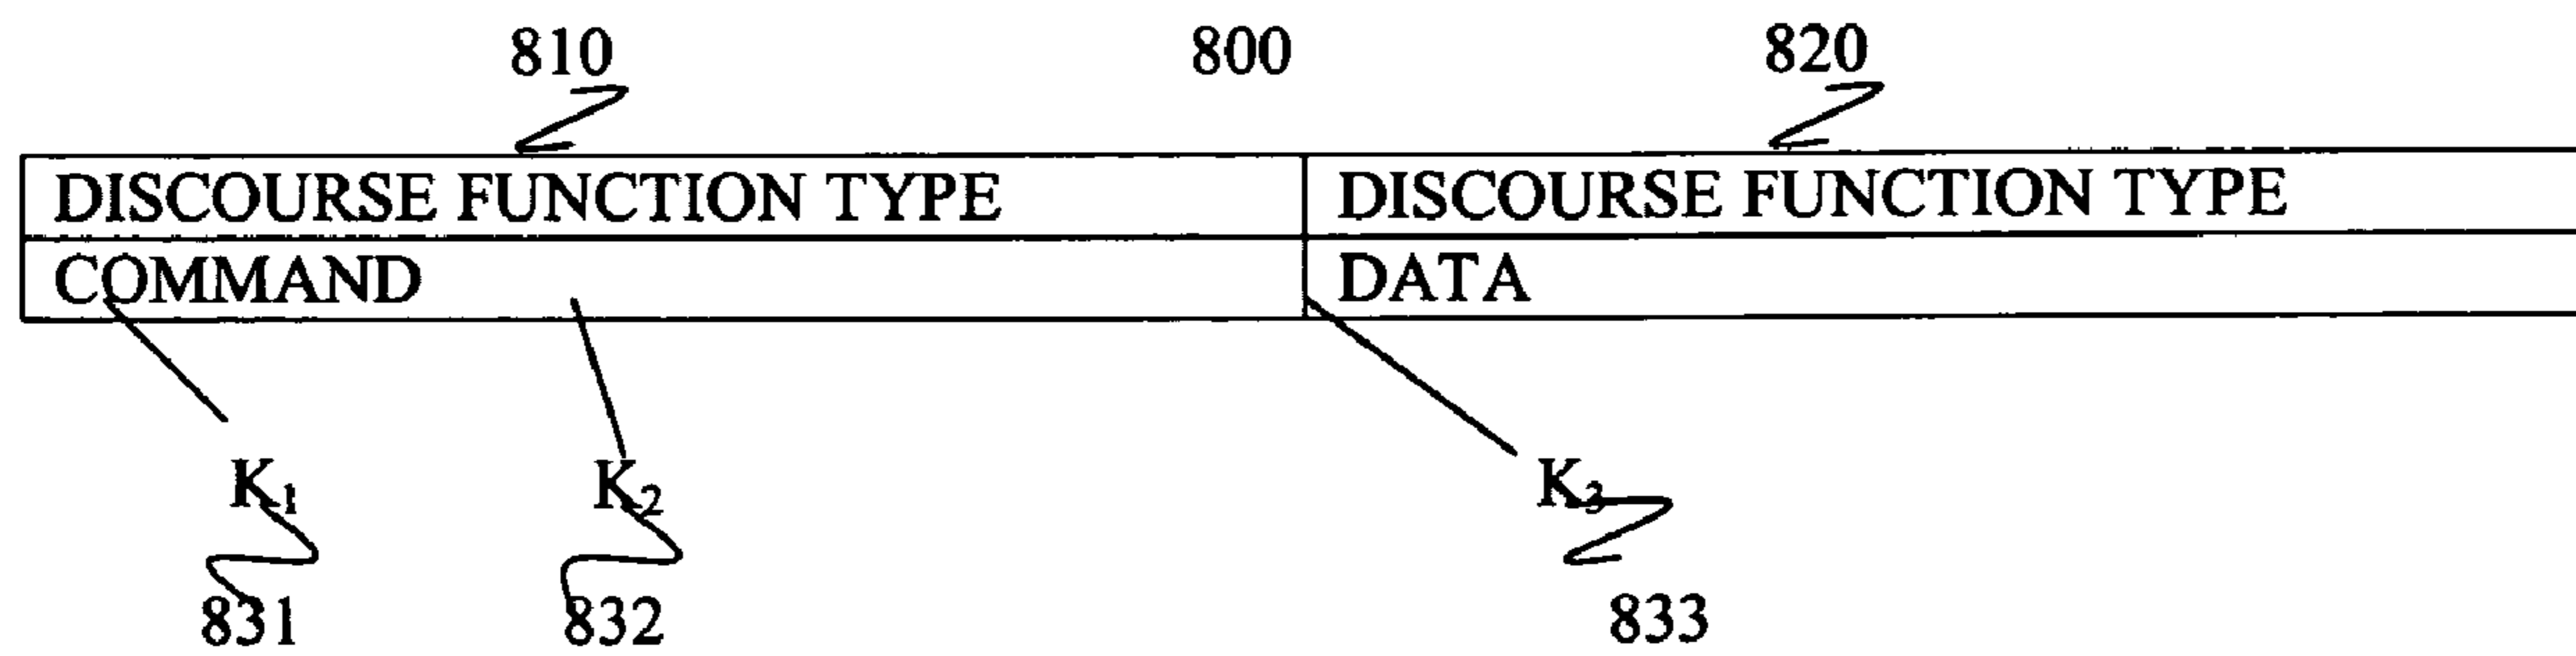 810 800 820
DISCOURSE FUNCTION TYPE DISCOURSE FUNCTION TYPE
COMMAND DATA
K₁ K₂ K₃
831 832 833